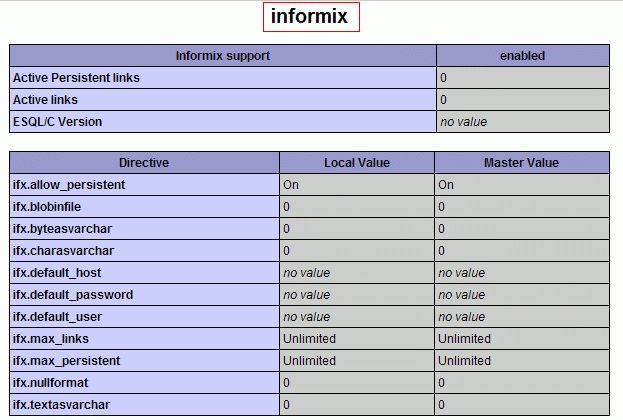 informix
Informix support enabled
Active Persistent links 0
Active links 0
ESQL/C Version no value
Directive Local Value Master Value
ifx.allow_persistent On On
ifx.blobinfile 0 0
ifx.byteasvarchar 0 0
ifx.charasvarchar 0 0
ifx.default_host no value no value
ifx.default_password no value no value
ifx.default_user no value no value
ifx.max_links Unlimited Unlimited
ifx.max_persistent Unlimited Unlimited
ifx.nullformat 0 0
ifx.textasvarchar 0 0